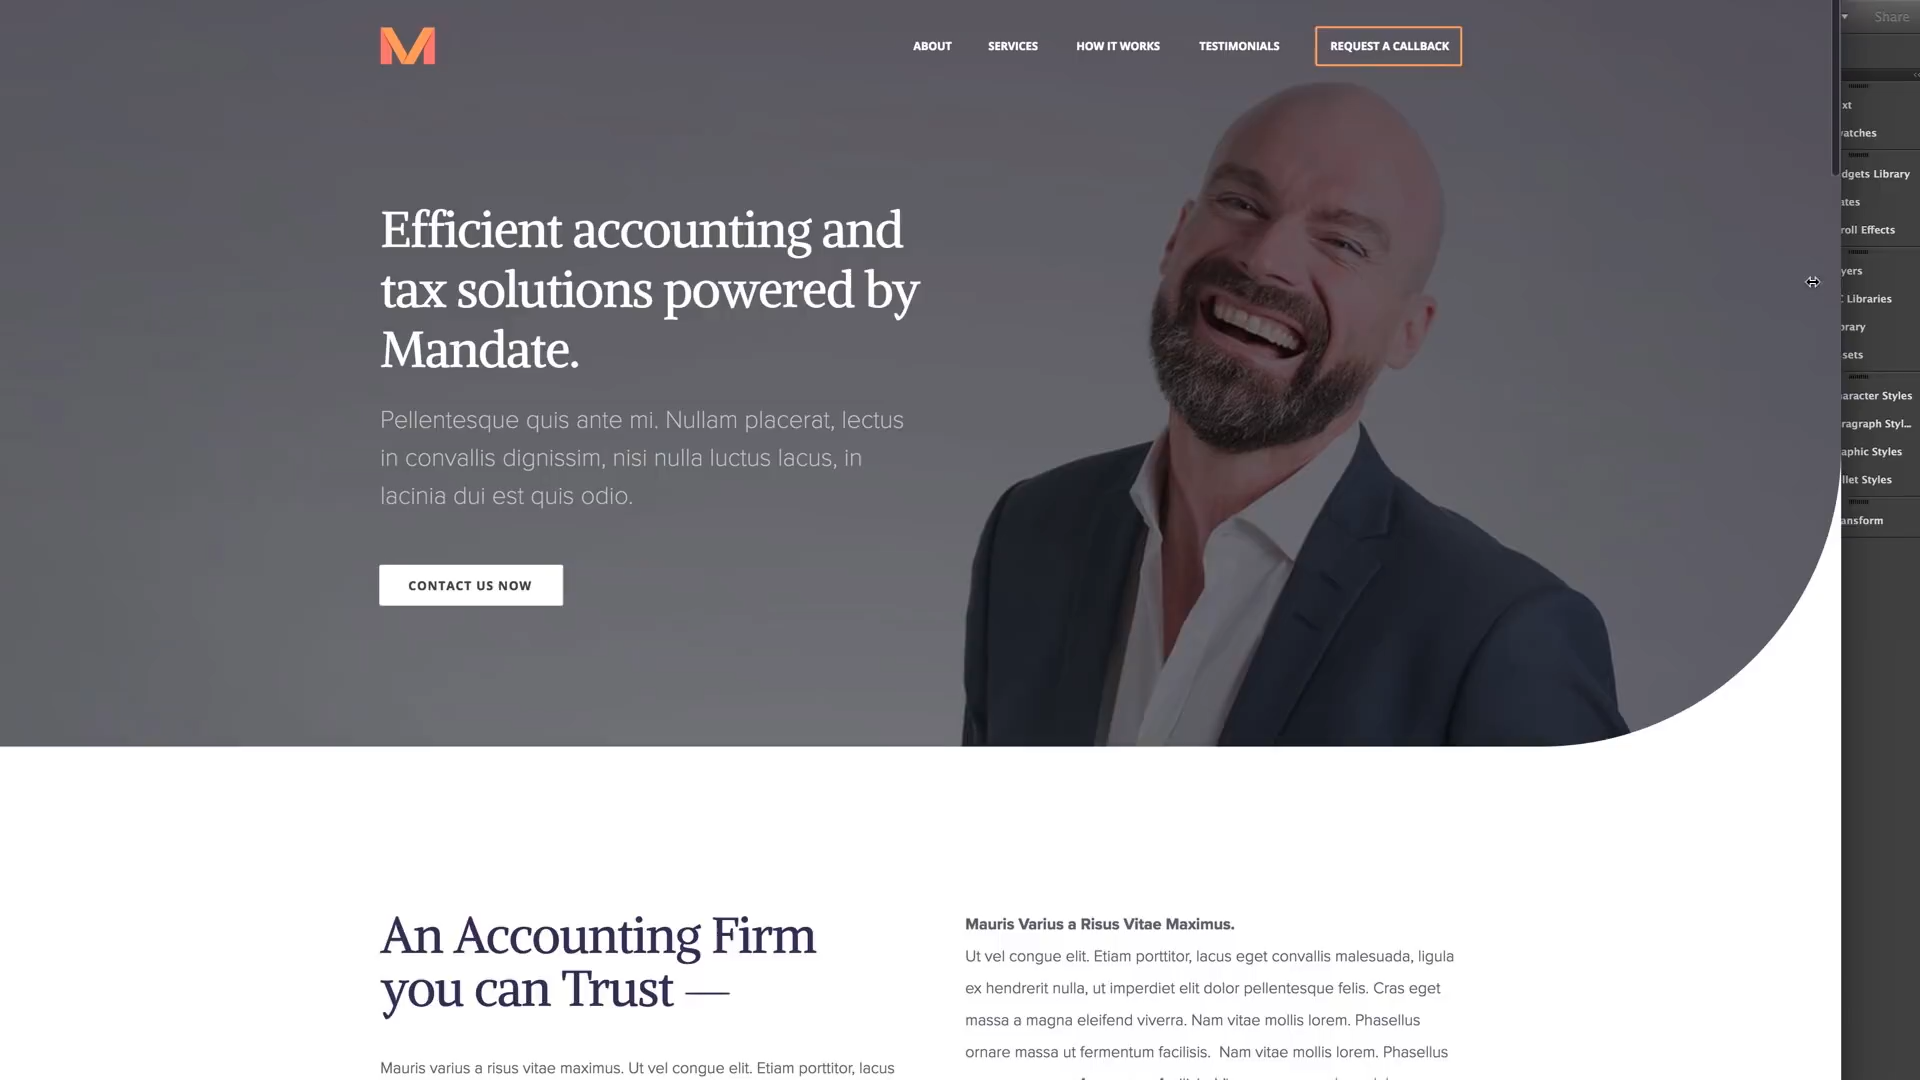 M
ABOUT
SERVICES
HOW IT WORKS
TESTIMONIALS
REQUEST A CALLBACK
Efficient accounting and
tax solutions powered by
Mandate.
Pellentesque quis ante mi. Nullam placerat, lectus
in convallis dignissim, nisi nulla luctus lacus, in
lacinia dui est quis odio.
CONTACT US NOW
An Accounting Firm
you can Trust —
Mauris varius a risus vitae maximus. Ut vel congue elit. Etiam porttitor, lacus
Mauris Varius a Risus Vitae Maximus.
Ut vel congue elit. Etiam porttitor, lacus eget convallis malesuada, ligula
ex hendrerit nulla, ut imperdiet elit dolor pellentesque felis. Cras eget
massa a magna eleifend viverra. Nam vitae mollis lorem. Phasellus
ornare massa ut fermentum facilisis. Nam vitae mollis lorem. Phasellus
Share
xt
atches
dgets Library
ates
roll Effects
yers
C Libraries
rary
sets
aracter Styles
ragraph Styl...
aphic Styles
llet Styles
ansform